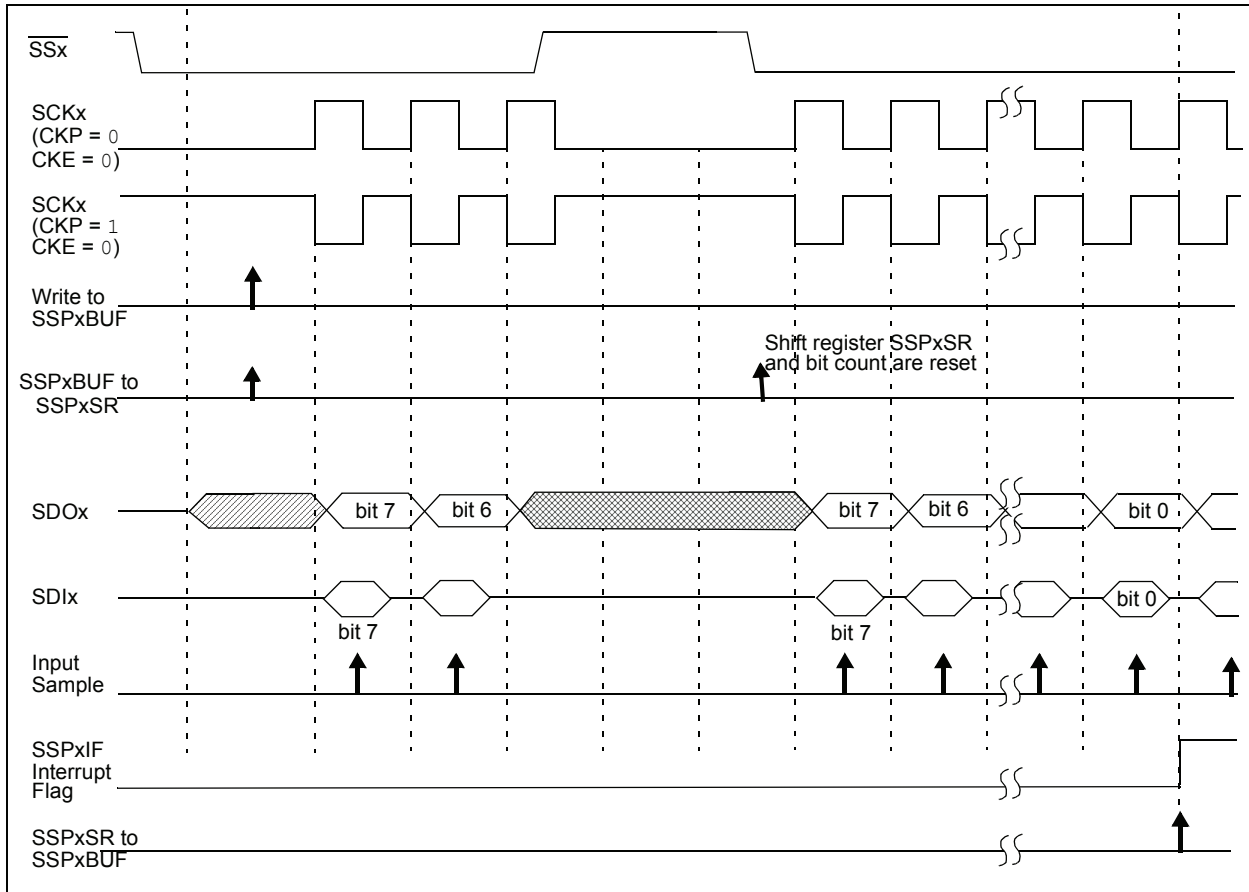 SSx
SCKx
(CKP = 0
CKE = 0)
SCKx
(CKP = 1
CKE = 0)
Write to
SSPxBUF
Shift register SSPxSR
and bit count are reset
SSPxBUF to
SSPxSR
SDOx
bit 7
bit 6
bit 7
bit 6
bit 0
SDIx
bit 0
bit 7
bit 7
Input
Sample
SSPxIF
Interrupt
Flag
SSPxSR to
SSPxBUF